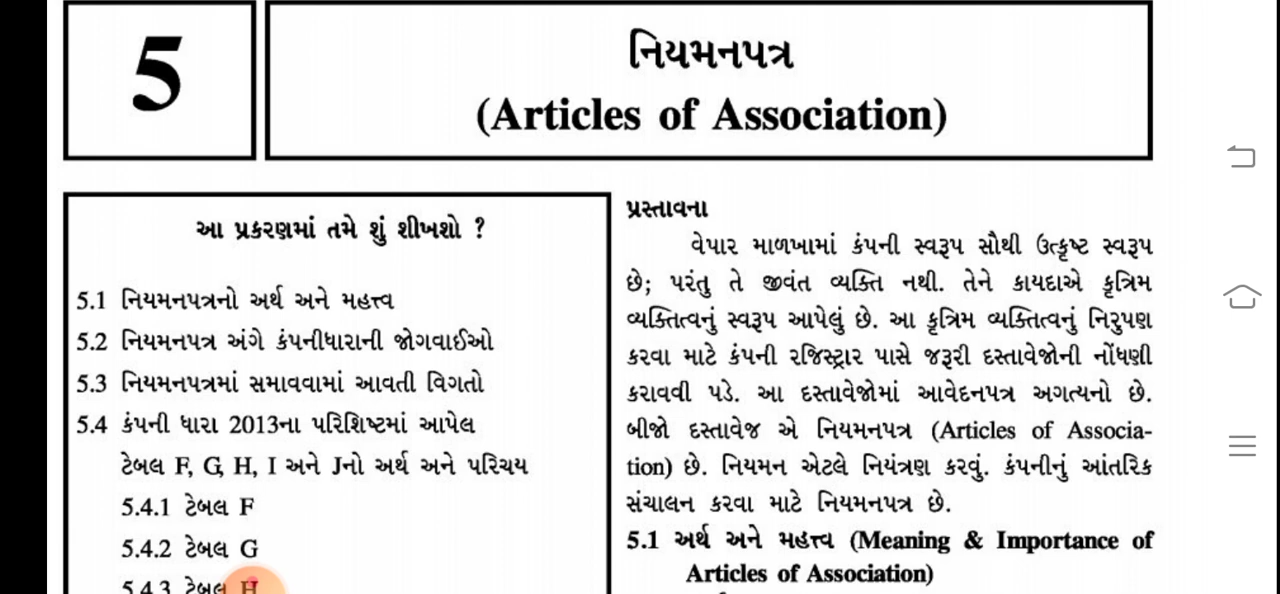 5
નિયમનપત્ર
(Articles of Association)
આ પ્રકરણમાં તમે શું શીખશો ?
5.1 નિયમનપત્રનો અર્થ અને મહત્ત્વ
5.2 નિયમનપત્ર અંગે કંપનીધારાની જોગવાઈઓ
5.3 નિયમનપત્રમાં સમાવવામાં આવતી વિગતો
5.4 કંપની ધારા 2013ના પરિશિષ્ટમાં આપેલ
ટેબલ F, G, H, I અને Jનો અર્થ અને પરિચય
5.4.1 ટેબલ F
5.4.2 ટેબલ G
5.4.3 ટેબલ H
પ્રસ્તાવના
વેપાર માળખામાં કંપની સ્વરૂપ સૌથી ઉત્કૃષ્ટ સ્વરૂપ
છે; પરંતુ તે જીવંત વ્યક્તિ નથી. તેને કાયદાએ કૃત્રિમ
વ્યક્તિત્વનું સ્વરૂપ આપેલું છે. આ કૃત્રિમ વ્યક્તિત્વનું નિરુપણ
કરવા માટે કંપની રજિસ્ટ્રાર પાસે જરૂરી દસ્તાવેજોની નોંધણી
કરાવવી પડે. આ દસ્તાવેજોમાં આવેદનપત્ર અગત્યનો છે.
બીજો દસ્તાવેજ એ નિયમનપત્ર (Articles of Associa-
tion) છે. નિયમન એટલે નિયંત્રણ કરવું. કંપનીનું આંતરિક
સંચાલન કરવા માટે નિયમનપત્ર છે.
5.1 અર્થ અને મહત્ત્વ (Meaning & Importance of
Articles of Association)